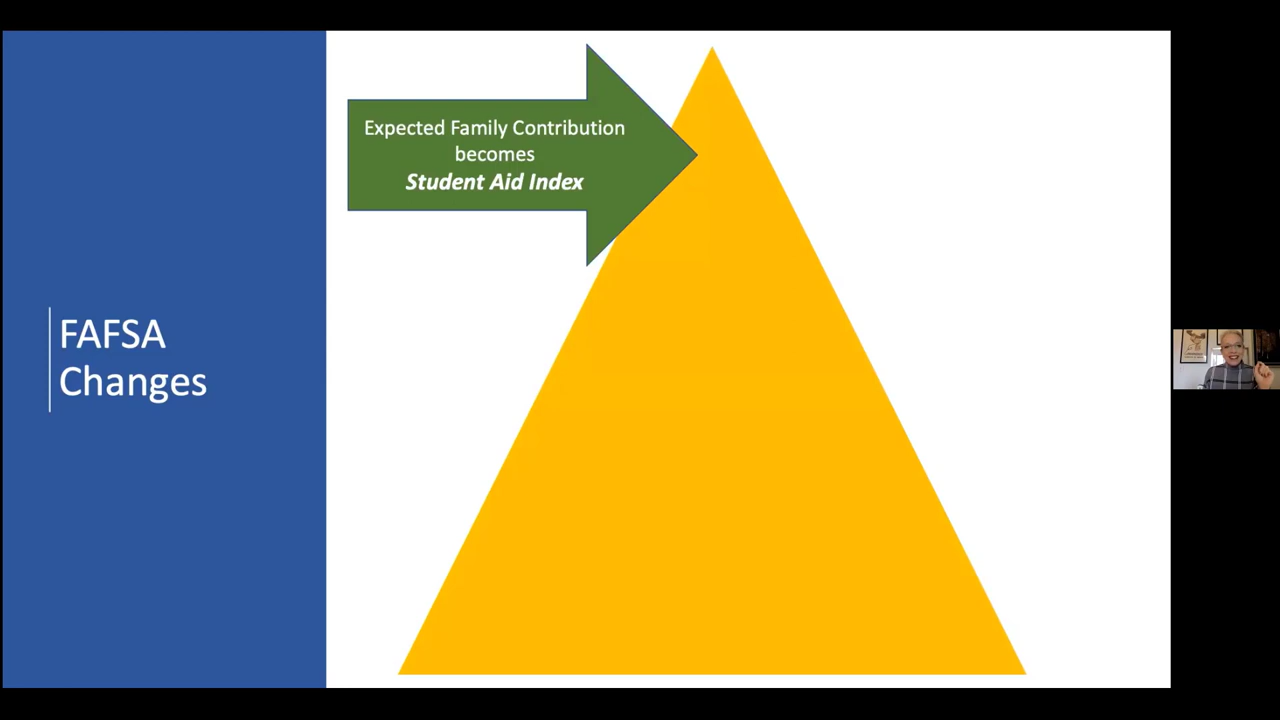 FAFSA
Changes
Expected Family Contribution
becomes
Student Aid Index